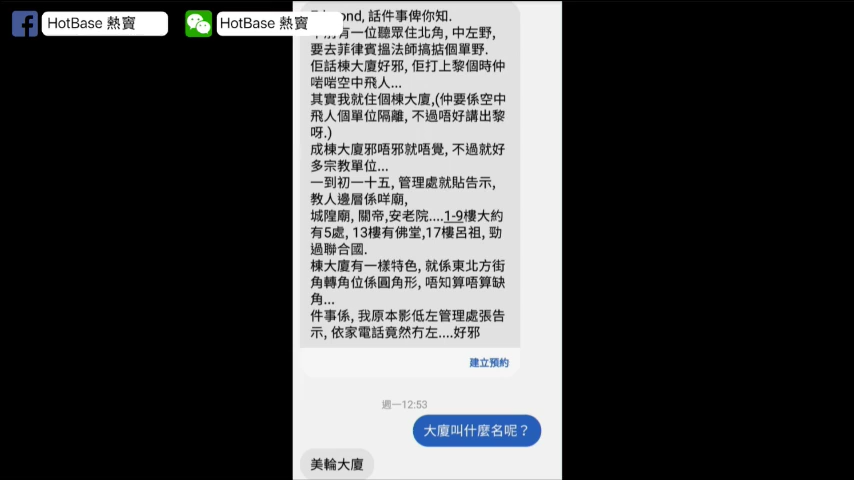 HotBase 熱竇
HotBase 熱竇
ond, 話件事俾你知.
有一位聽眾住北角, 中左野,
要去菲律賓搵法師搞掂個單野.
佢話棟大廈好邪, 佢打上黎個時仲
啱啱空中飛人...
其實我就住個棟大廈,(仲要係空中
飛人個單位隔離, 不過唔好講出黎
呀.)
成棟大廈邪唔邪就唔覺, 不過就好
多宗教單位...
一到初一十五, 管理處就貼告示,
教人邊層係咩廟,
城隍廟, 關帝,安老院....1-9樓大約
有5處, 13樓有佛堂,17樓呂祖, 勁
過聯合國.
棟大廈有一樣特色, 就係東北方街
角轉角位係圓角形, 唔知算唔算缺
角...
件事係, 我原本影低左管理處張告
示, 依家電話竟然冇左....好邪
建立預約
週一12:53
大廈叫什麼名呢？
美輪大廈